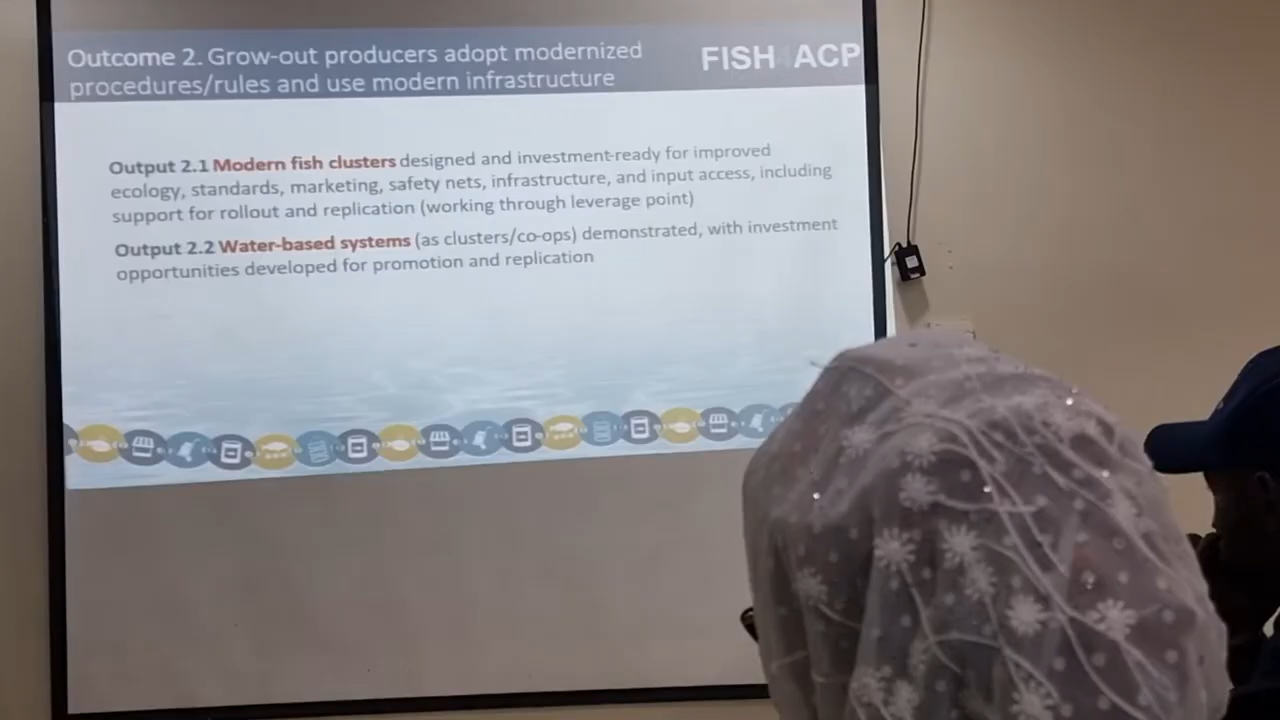 Outcome 2. Grow-out producers adopt modernized
procedures/rules and use modern infrastructure
FISH4ACP
Output 2.1 Modern fish clusters designed and investment-ready for improved
ecology, standards, marketing, safety nets, infrastructure, and input access, including
support for rollout and replication (working through leverage point)
Output 2.2 Water-based systems (as clusters/co-ops) demonstrated, with investment
opportunities developed for promotion and replication